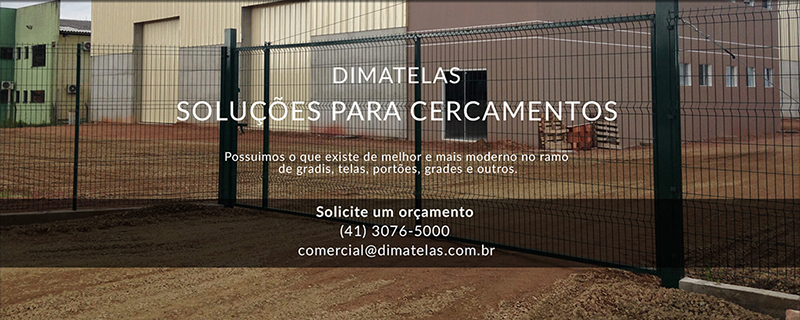 DIMATELAS
SOLUÇÕES PARA CERCAMENTOS
Possuimos o que existe de melhor e mais moderno no ramo
de gradis, telas, portões, grades e outros.
Solicite um orçamento
(41) 3076-5000
comercial@dimatelas.com.br